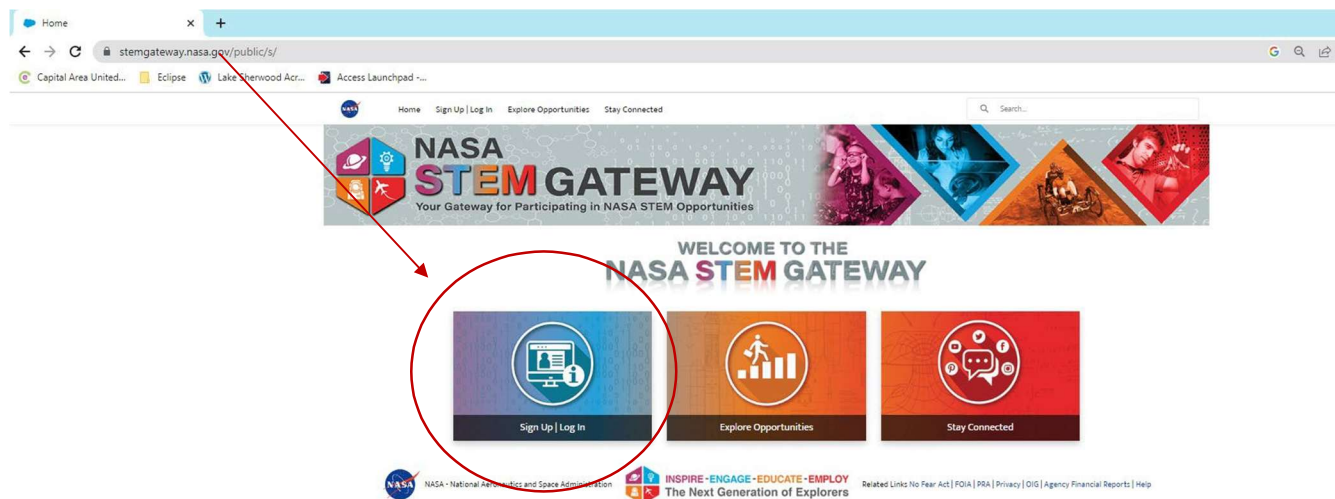 Home
stemgateway.nasa.gov/public/s/
Capital Area United... Eclipse Lake Sherwood Acr... Access Launchpad -...
NASA Home Sign Up | Log In Explore Opportunities Stay Connected Search...
NASA
STEM GATEWAY
Your Gateway for Participating in NASA STEM Opportunities
WELCOME TO THE
NASA STEM GATEWAY
Sign Up | Log In Explore Opportunities Stay Connected
NASA NASA - National Aeronautics and Space Administration INSPIRE - ENGAGE - EDUCATE - EMPLOY Related Links No Fear Act | FOIA | PRA | Privacy | OIG | Agency Financial Reports | Help
The Next Generation of Explorers